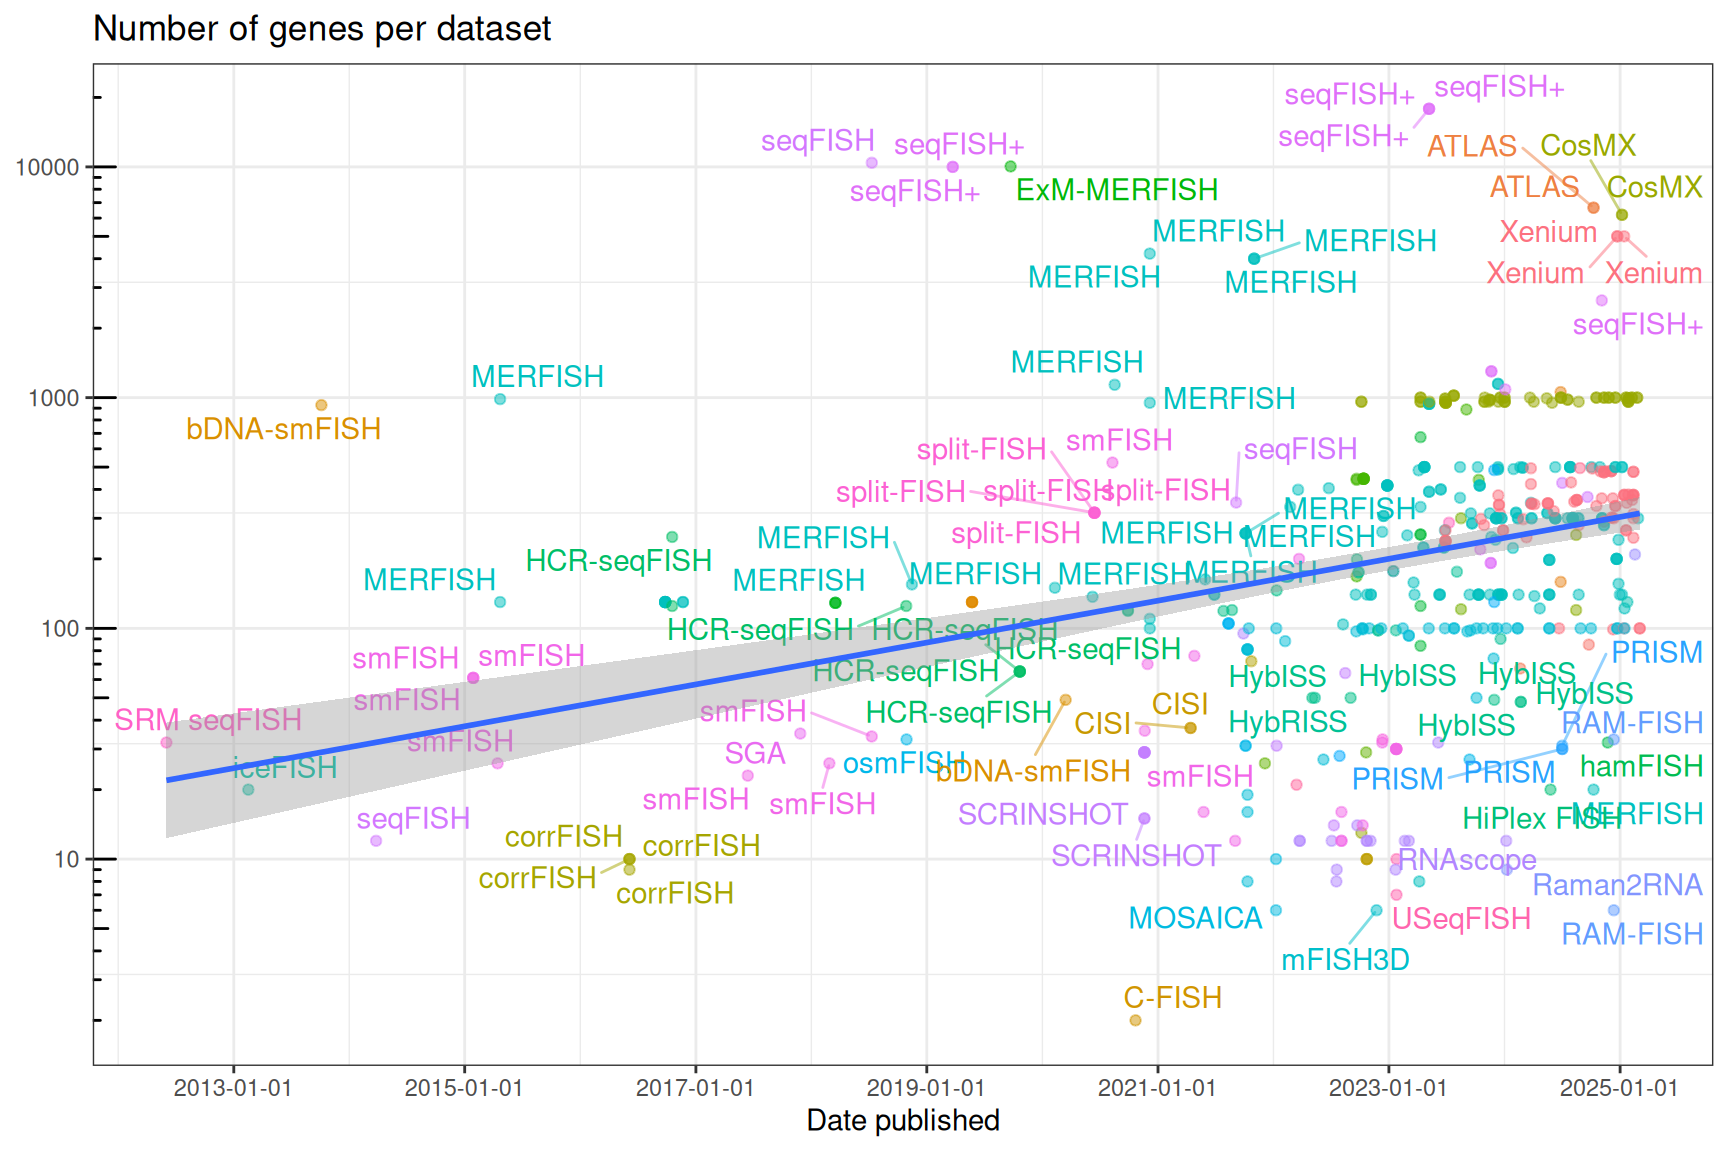 Number of genes per dataset
seqFISH+
seqFISH+
seqFISH+
seqFISH
seqFISH+
ATLAS
CosMX
10000
seqFISH+
ExM-MERFISH
ATLAS
CosMX
MERFISH
MERFISH
Xenium
MERFISH
MERFISH
Xenium
Xenium
seqFISH+
MERFISH
MERFISH
1000
MERFISH
bDNA-smFISH
split-FISH
smFISH
seqFISH
split-FISH
split-FISH
split-FISH
MERFISH
MERFISH
split-FISH
MERFISH
MERFISH
HCR-seqFISH
MERFISH
MERFISH
MERFISH
MERFISH
MERFISH
100
HCR-seqFISH
HCR-seqFISH
HCR-seqFISH
smFISH
smFISH
PRISM
HCR-seqFISH
HybISS
HybISS
HybISS
smFISH
HybISS
SRM seqFISH
smFISH
HCR-seqFISH
CISI
CISI
HybRISS
HybISS
RAM-FISH
smFISH
SGA
iceFISH
osmFISH
bDNA-smFISH
smFISH
PRISM
PRISM
hamFISH
smFISH
smFISH
seqFISH
SCRINSHOT
HiPlex FISH
MERFISH
corrFISH
corrFISH
10
SCRINSHOT
RNAscope
corrFISH
corrFISH
Raman2RNA
MOSAICA
USeqFISH
RAM-FISH
mFISH3D
C-FISH
2013-01-01
2015-01-01
2017-01-01
2019-01-01
2021-01-01
2023-01-01
2025-01-01
Date published